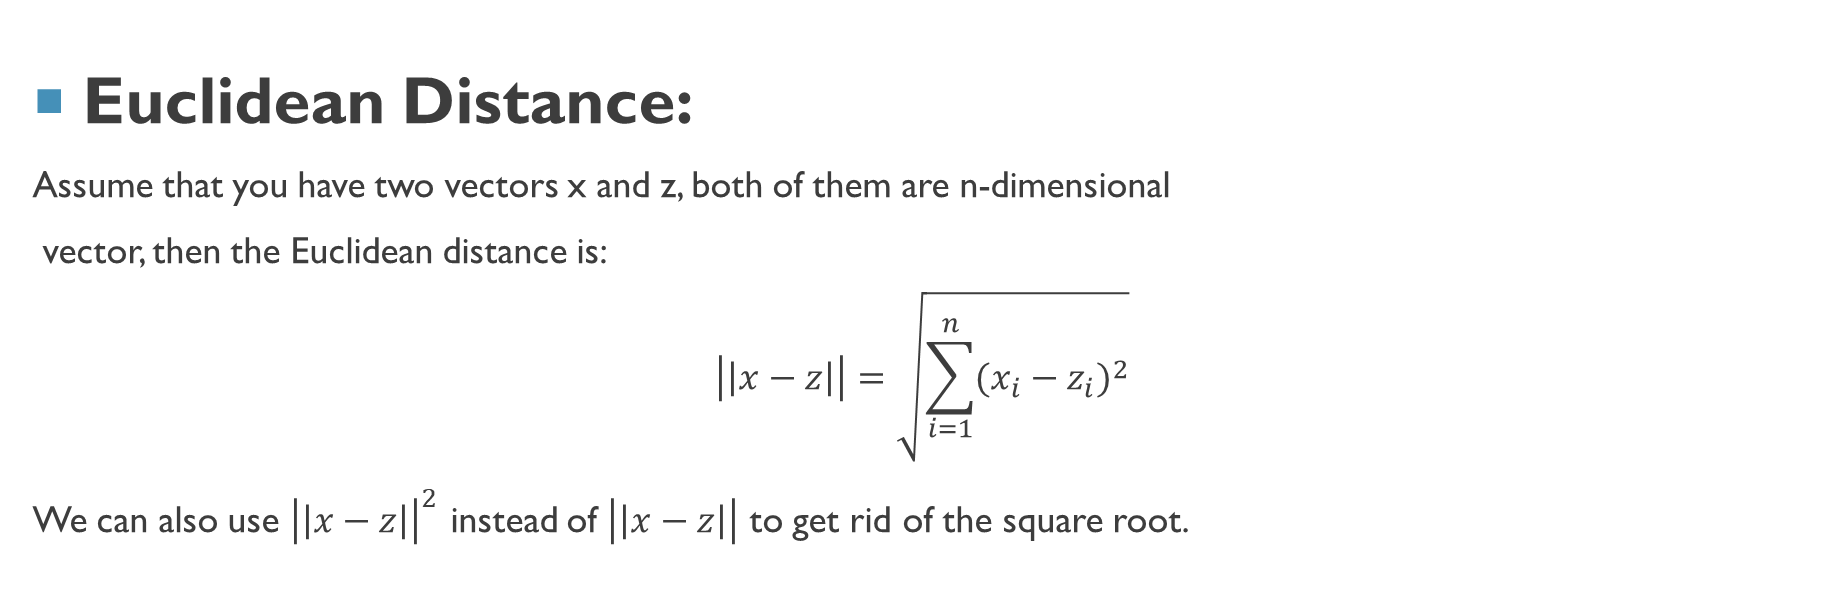 ▪ Euclidean Distance:
Assume that you have two vectors x and z, both of them are n-dimensional
vector, then the Euclidean distance is:
$||x - z|| = \sqrt{\sum_{i=1}^{n} (x_i - z_i)^2}$
We can also use $||x - z||^2$ instead of $||x - z||$ to get rid of the square root.